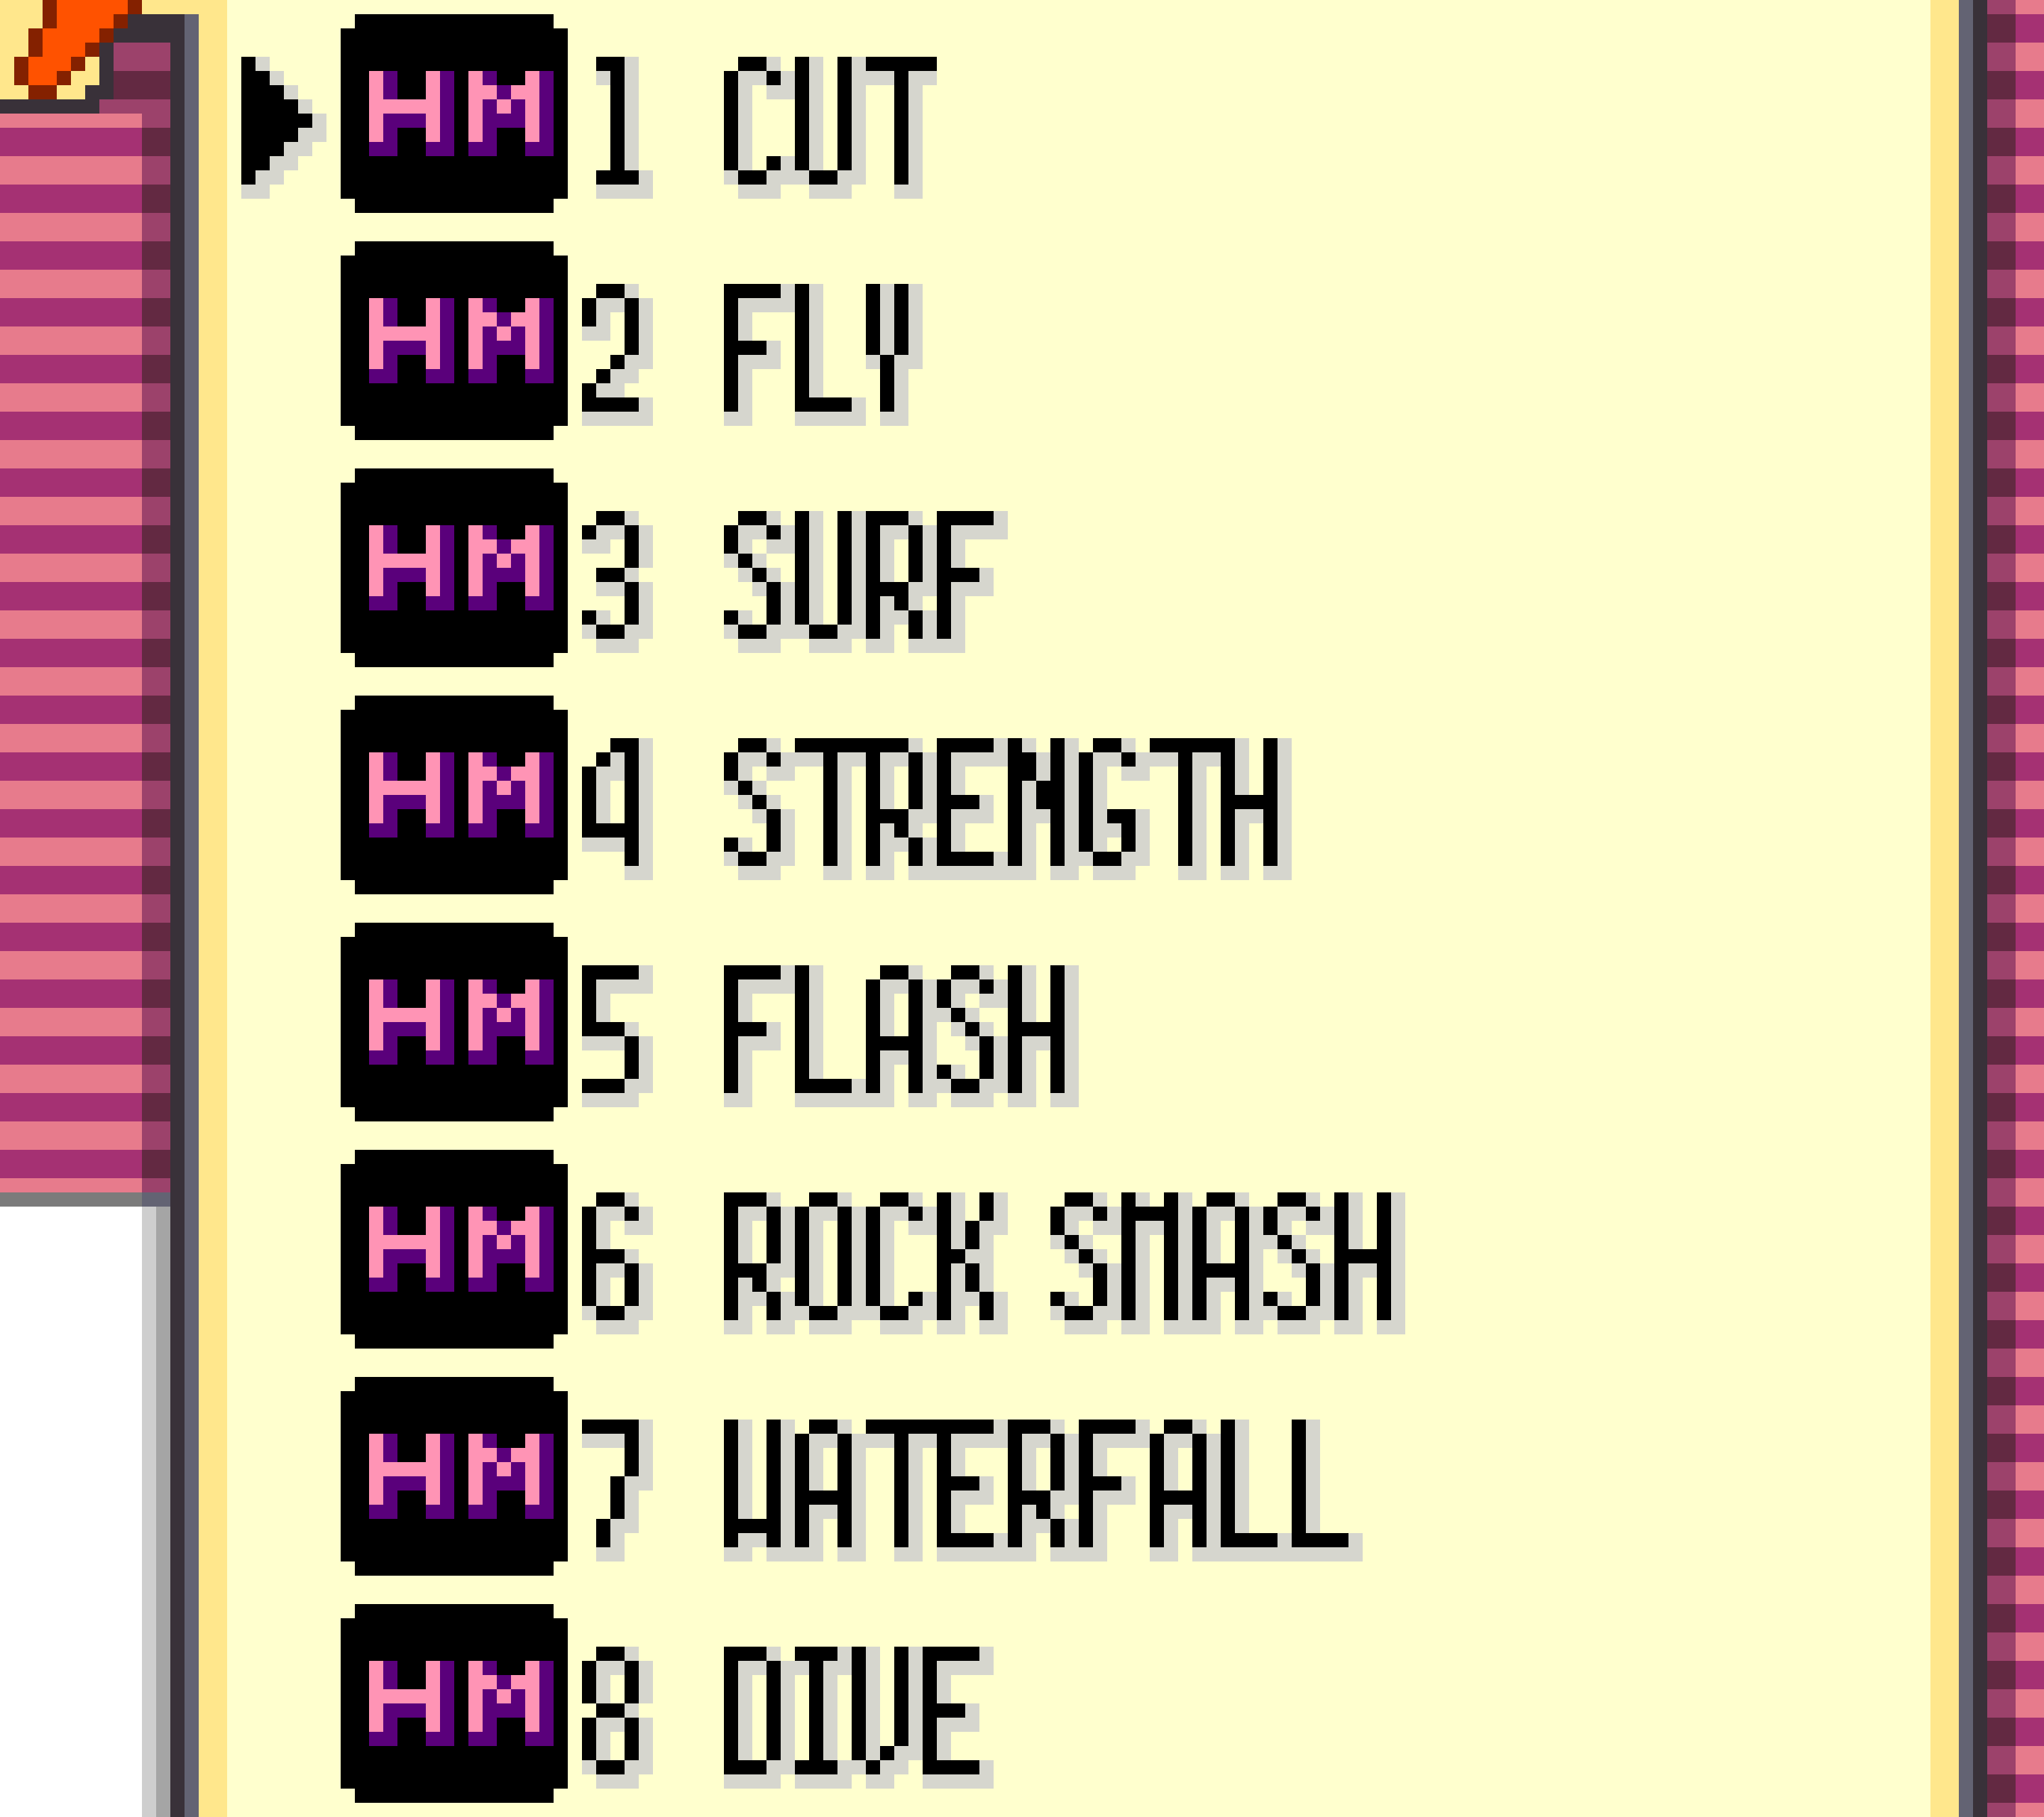 HM 1 CUT
HM 2 FLY
HM 3 SURF
HM 4 STRENGTH
HM 5 FLASH
HM 6 ROCK SMASH
HM 7 WATERFALL
HM 8 DIVE